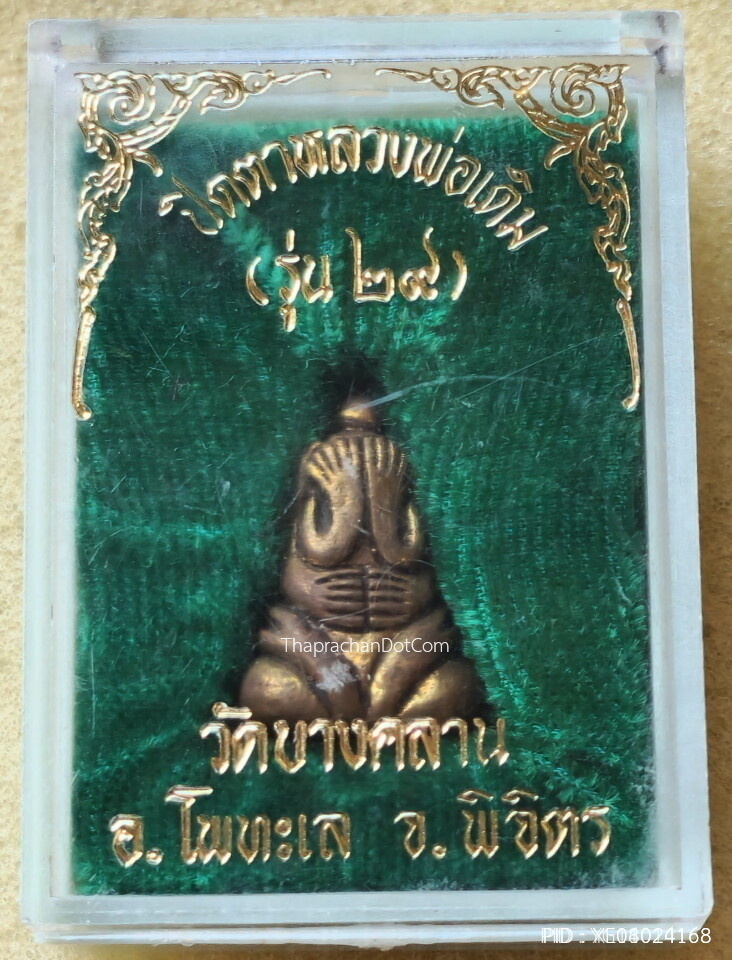 ปิดตาหลวงพ่อเดิม
(รุ่น ๒๙)
ThaprachanDotCom
วัดบางคลาน
อ. โพทะเล จ. พิจิตร
PID : XE04024168